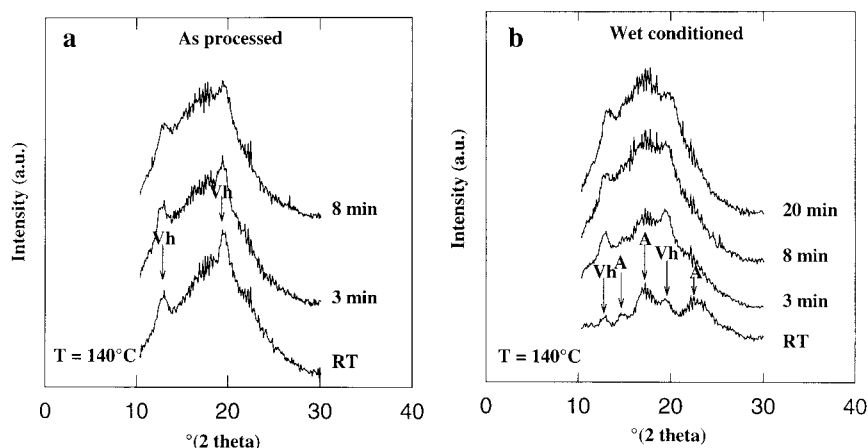 a
As processed
Intensity (a.u.)
Vh
Vh
8 min
3 min
RT
T = 140°C
0 10 20 30 40
°(2 theta)
b
Wet conditioned
Intensity (a.u.)
20 min
8 min
3 min
RT
Vh
A
A
Vh
A
T = 140°C
0 10 20 30 40
°(2 theta)